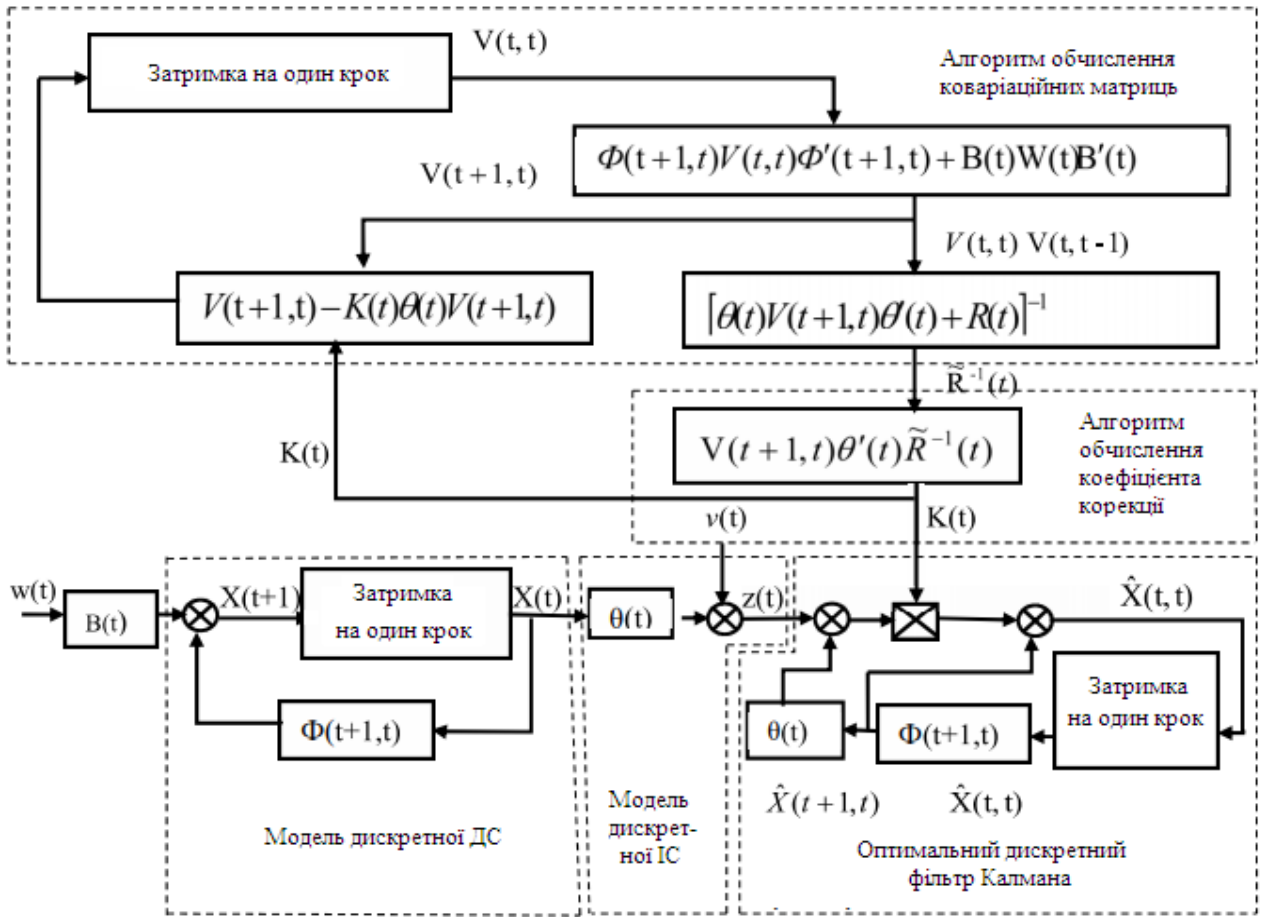 V(t, t)
Затримка на один крок
Алгоритм обчислення
коваріаційних матриць
Φ(t+1,t)V(t,t)Φ′(t+1,t)+B(t)W(t)B′(t)
V(t+1,t)
V(t,t) V(t, t-1)
V(t+1,t)−K(t)θ(t)V(t+1,t)
[θ(t)V(t+1,t)θ′(t)+R(t)]⁻¹
R̃⁻¹(t)
V(t+1,t)θ′(t)R̃⁻¹(t)
Алгоритм
обчислення
коефіцієнта
корекції
K(t)
v(t)
K(t)
w(t)
B(t)
X(t+1)
Затримка
на один крок
X(t)
θ(t)
z(t)
X̂(t, t)
Φ(t+1,t)
θ(t)
Φ(t+1,t)
Затримка
на один крок
X̂(t+1,t)
X̂(t,t)
Модель дискретної ДС
Модель
дискрет-
ної ІС
Оптимальний дискретний
фільтр Калмана